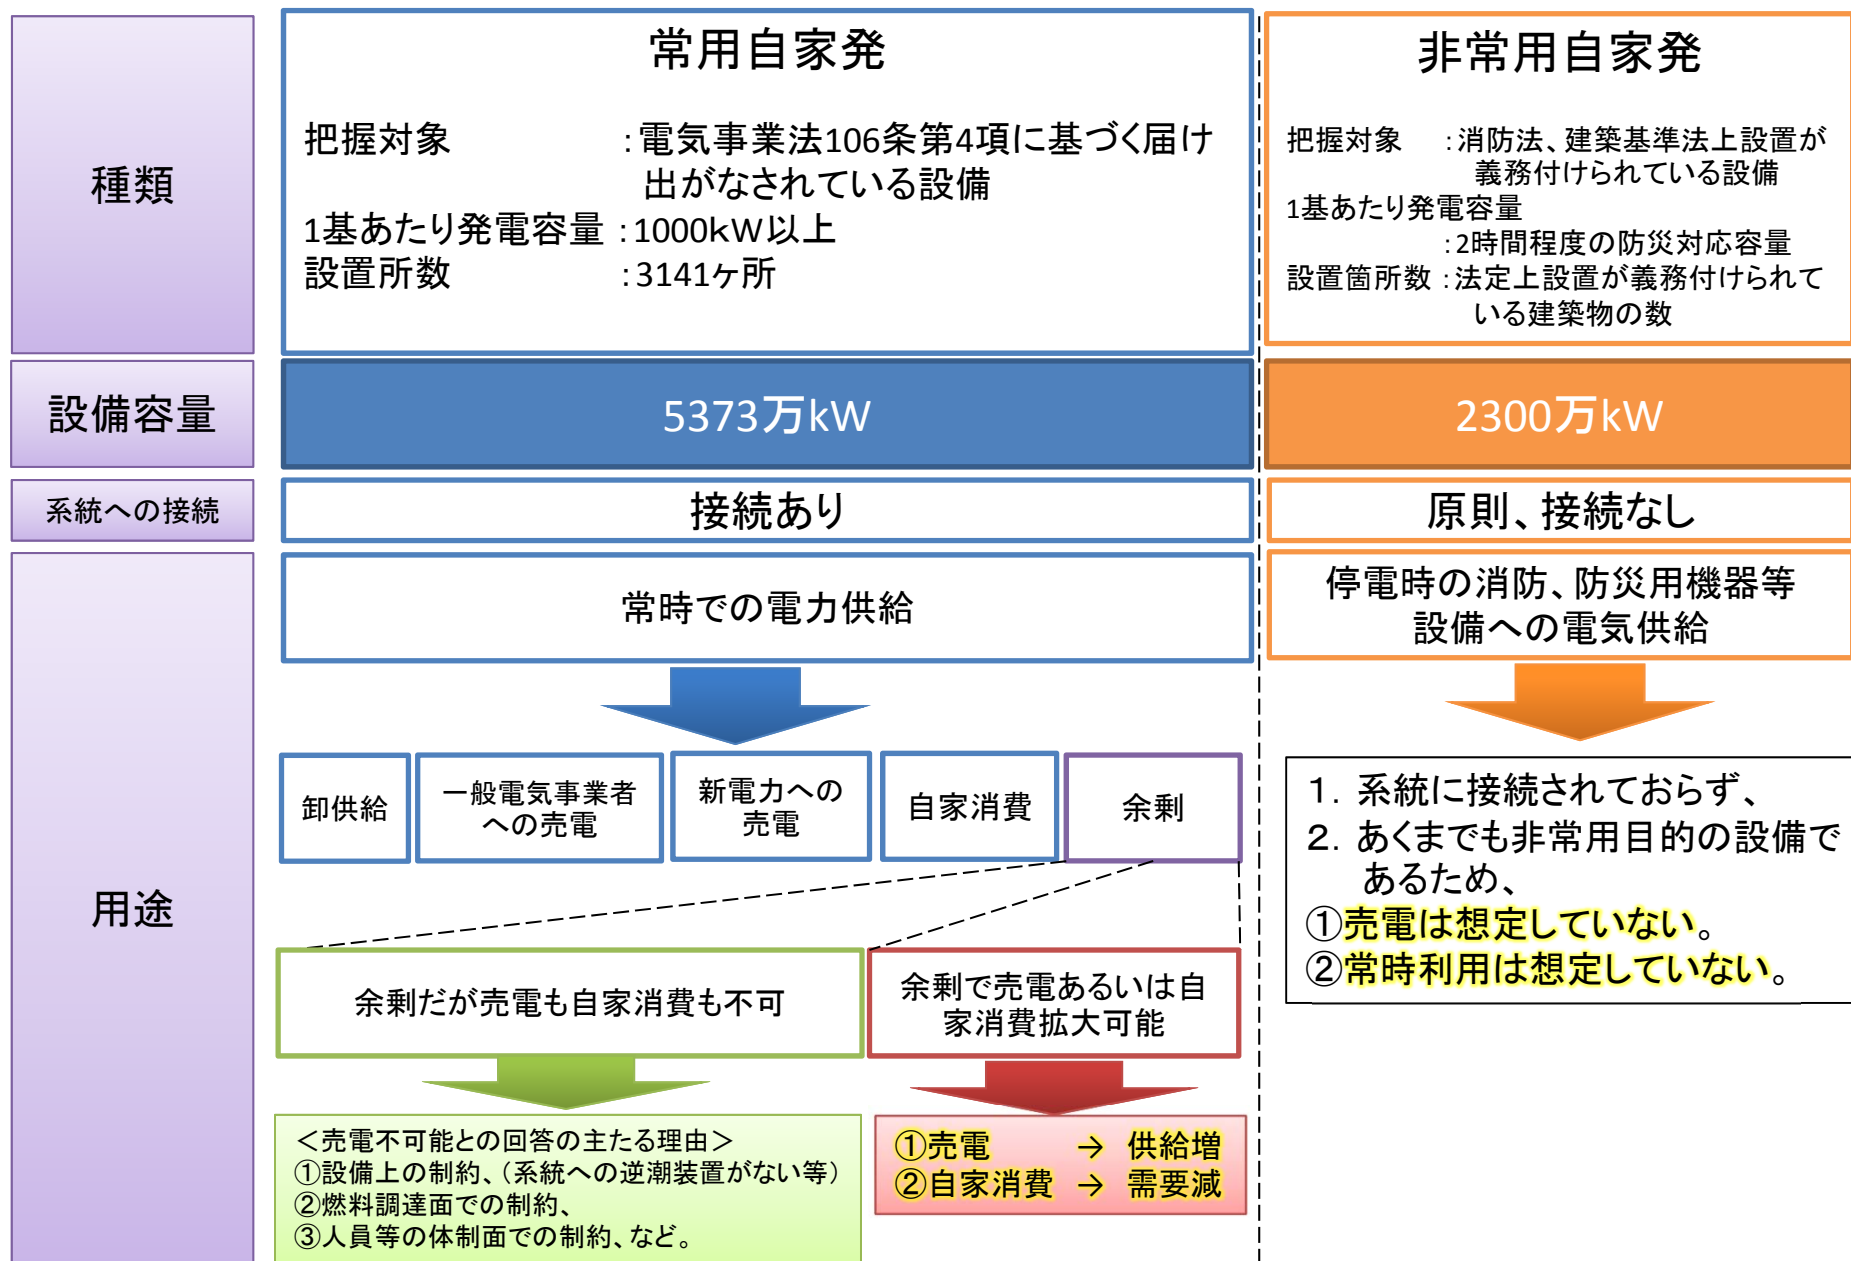 種類
常用自家発
把握対象　　　　　：電気事業法106条第4項に基づく届け
出がなされている設備
1基あたり発電容量：1000kW以上
設置所数　　　　　：3141ヶ所
非常用自家発
把握対象　：消防法、建築基準法上設置が
義務付けられている設備
1基あたり発電容量
：2時間程度の防災対応容量
設置箇所数：法定上設置が義務付けられて
いる建築物の数
設備容量
5373万kW
2300万kW
系統への接続
接続あり
原則、接続なし
用途
常時での電力供給
停電時の消防、防災用機器等
設備への電気供給
卸供給
一般電気事業者
への売電
新電力への
売電
自家消費
余剰
1．系統に接続されておらず、
2．あくまでも非常用目的の設備で
あるため、
①売電は想定していない。
②常時利用は想定していない。
余剰だが売電も自家消費も不可
余剰で売電あるいは自
家消費拡大可能
＜売電不可能との回答の主たる理由＞
①設備上の制約、（系統への逆潮装置がない等）
②燃料調達面での制約、
③人員等の体制面での制約、など。
①売電　　→　供給増
②自家消費　→　需要減